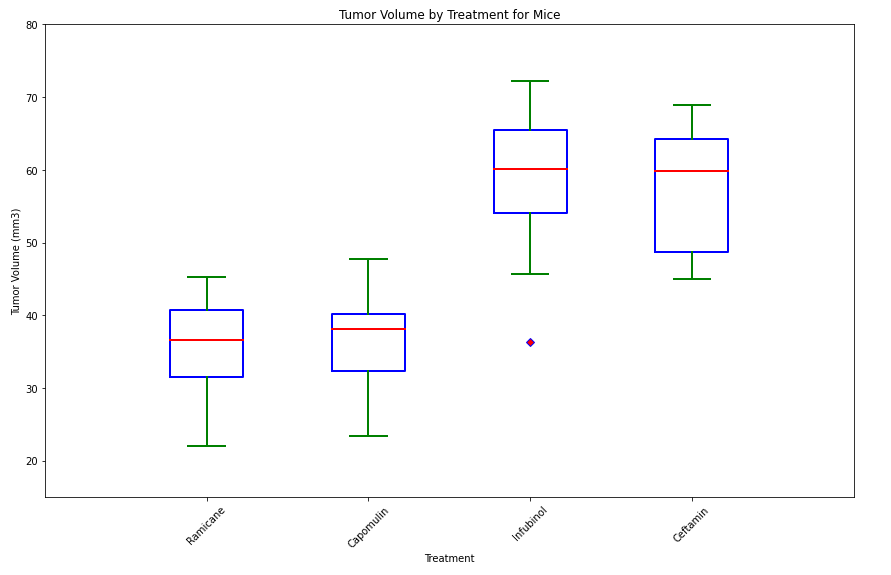 Tumor Volume by Treatment for Mice
80
70
60
50
40
30
20
Tumor Volume (mm3)
Ramicane
Capomulin
Infubinol
Ceftamin
Treatment